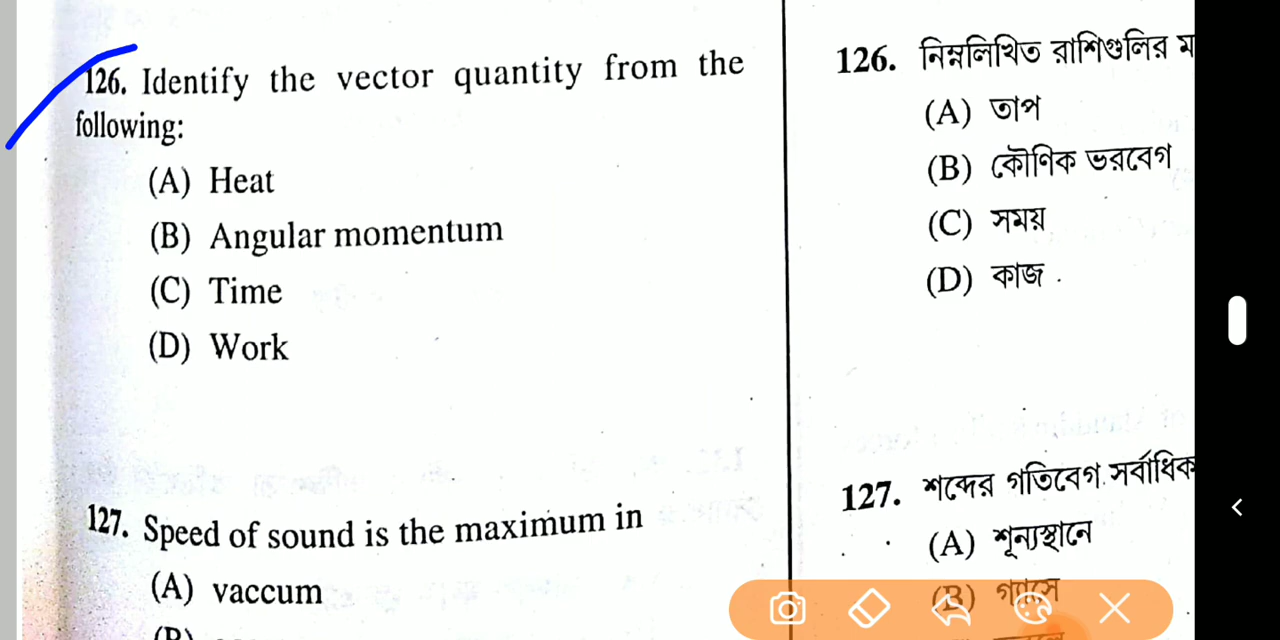 126. Identify the vector quantity from the
following:
(A) Heat
(B) Angular momentum
(C) Time
(D) Work
127. Speed of sound is the maximum in
(A) vaccum
126. নিম্নলিখিত রাশিগুলির ম
(A) তাপ
(B) কৌণিক ভরবেগ
(C) সময়
(D) কাজ .
127. শব্দের গতিবেগ সর্বাধিক
(A) শূন্যস্থানে
(B) গ্যাসে